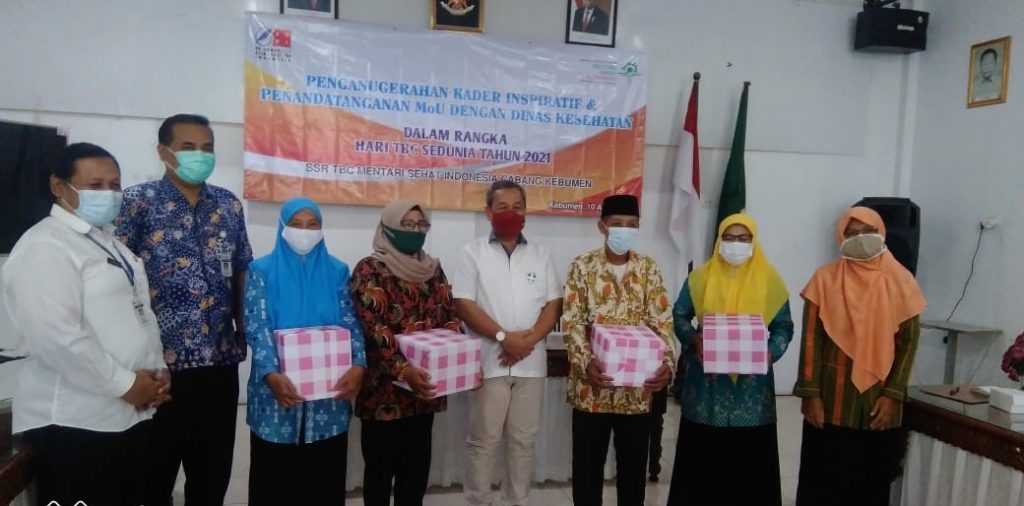 PENGANUGERAHAN KADER INSPIRATIF &
PENANDATANGANAN MoU DENGAN DINAS KESEHATAN
DALAM RANGKA
HARI TBC SEDUNIA TAHUN 2021
SSR TBC MENTARI SEHAT INDONESIA CABANG KEBUMEN
Kebumen, 10 A